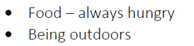 • Food – always hungry
• Being outdoors